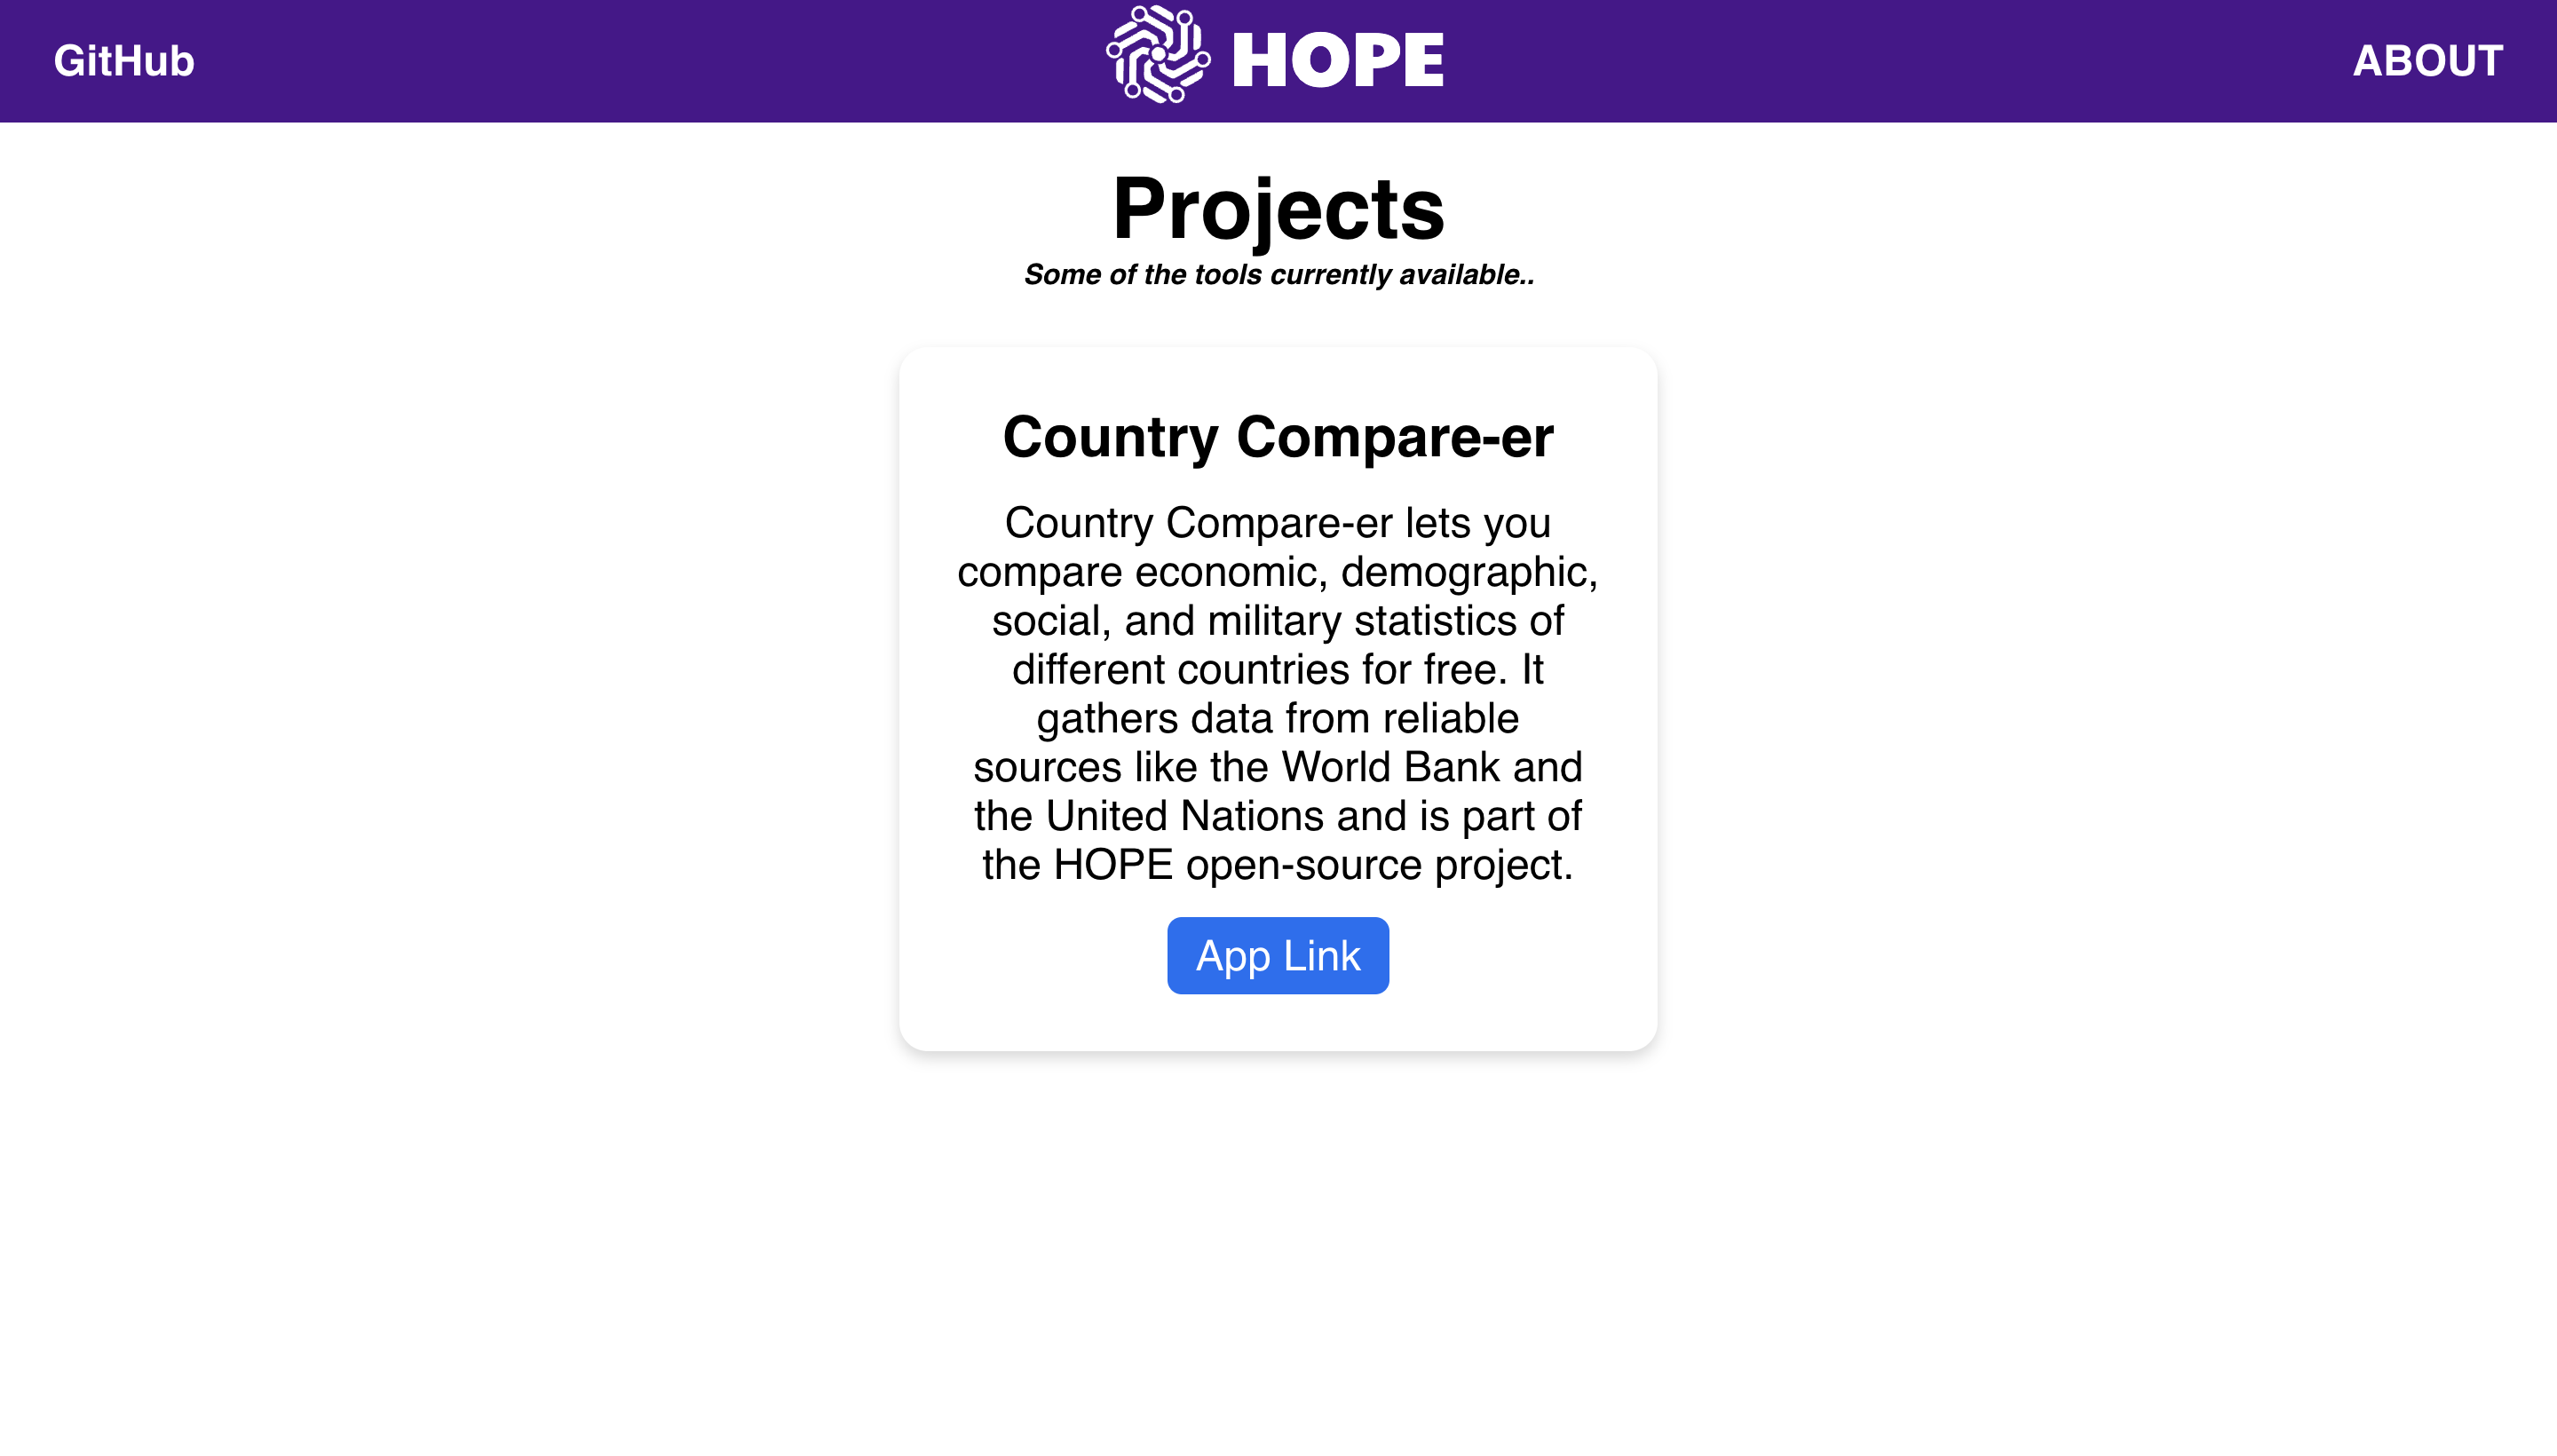 GitHub
HOPE
ABOUT
Projects
Some of the tools currently available..
Country Compare-er
Country Compare-er lets you
compare economic, demographic,
social, and military statistics of
different countries for free. It
gathers data from reliable
sources like the World Bank and
the United Nations and is part of
the HOPE open-source project.
App Link